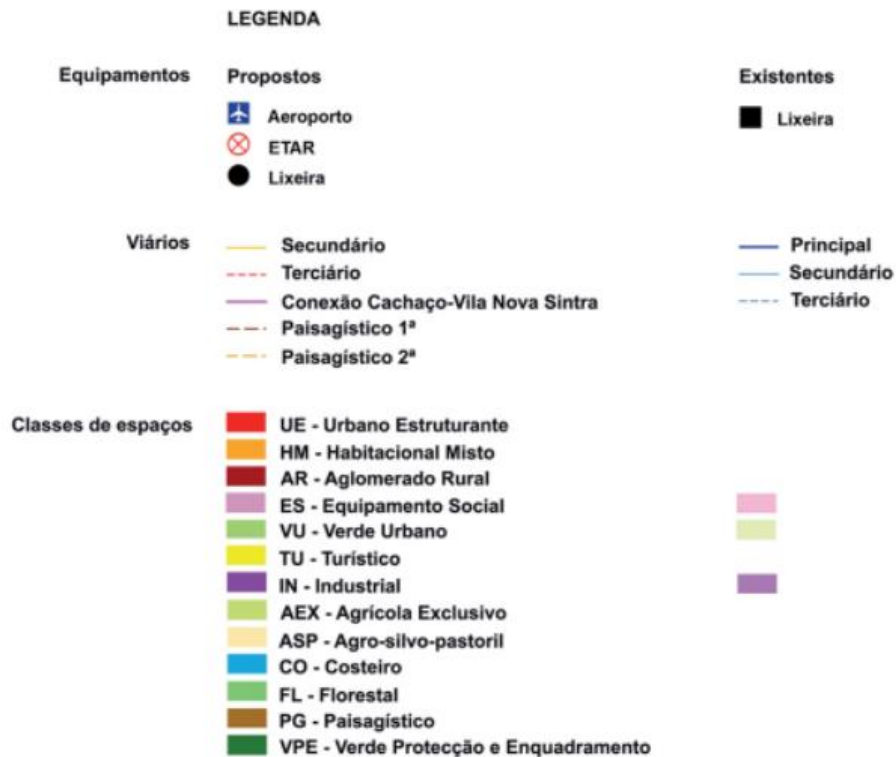 LEGENDA
Equipamentos Propostos Existentes
Aeroporto Lixeira
ETAR
Lixeira
Viários Secundário Principal
Terciário Secundário
Conexão Cachaço-Vila Nova Sintra Terciário
Paisagístico 1ª
Paisagístico 2ª
Classes de espaços UE - Urbano Estruturante
HM - Habitacional Misto
AR - Aglomerado Rural
ES - Equipamento Social
VU - Verde Urbano
TU - Turístico
IN - Industrial
AEX - Agrícola Exclusivo
ASP - Agro-silvo-pastoril
CO - Costeiro
FL - Florestal
PG - Paisagístico
VPE - Verde Protecção e Enquadramento